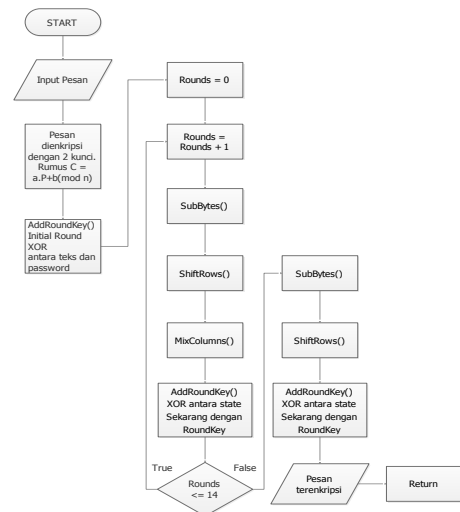 START
Input Pesan
Pesan
dienkripsi
dengan 2 kunci.
Rumus C =
a.P+b(mod n)
AddRoundKey()
Initial Round
XOR
antara teks dan
password
Rounds = 0
Rounds =
Rounds + 1
SubBytes()
ShiftRows()
MixColumns()
AddRoundKey()
XOR antara state
Sekarang dengan
RoundKey
True
False
Rounds
<= 14
SubBytes()
ShiftRows()
AddRoundKey()
XOR antara state
Sekarang dengan
RoundKey
Pesan
terenkripsi
Return